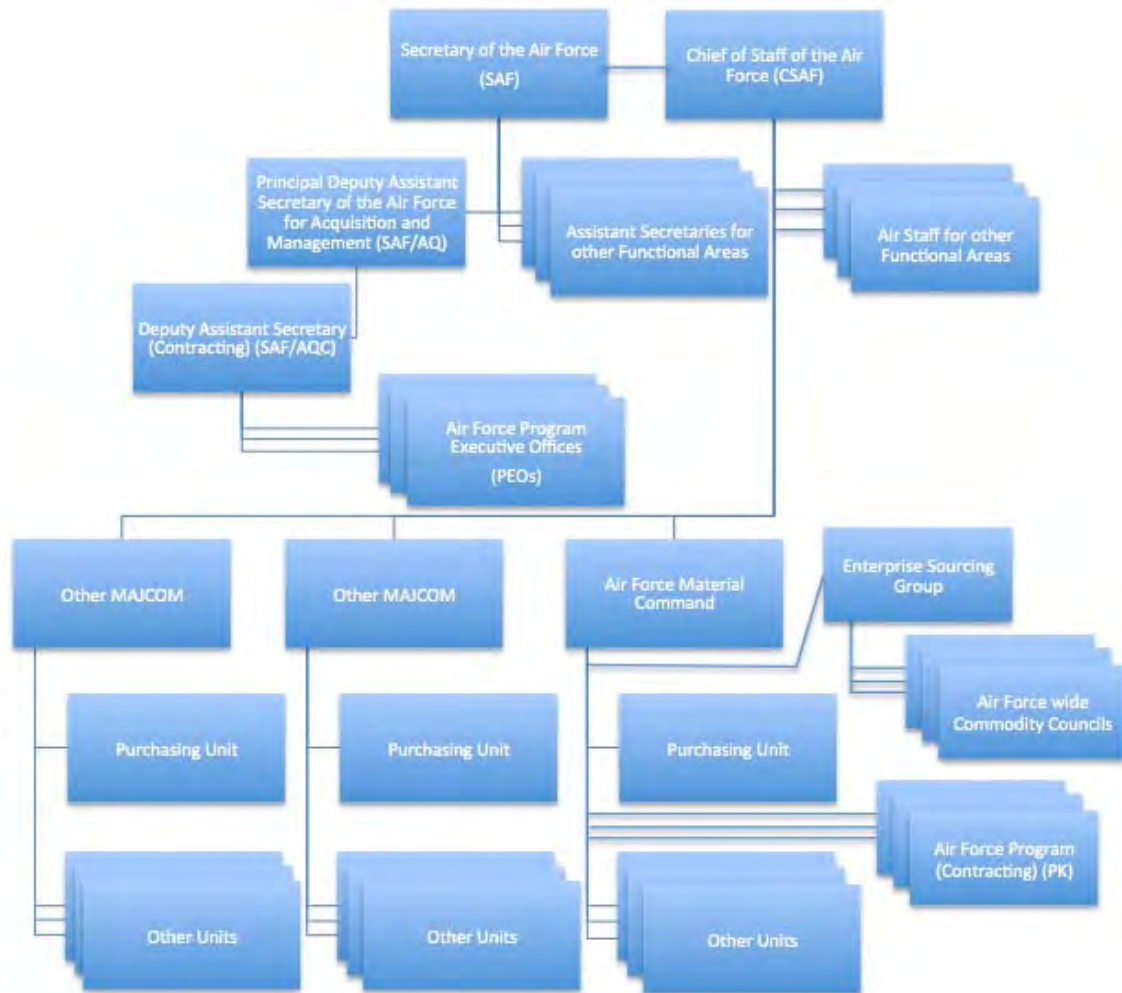 Secretary of the Air Force
(SAF)
Chief of Staff of the Air
Force (CSAF)
Principal Deputy Assistant
Secretary of the Air Force
for Acquisition and
Management (SAF/AQ)
Assistant Secretaries for
other Functional Areas
Air Staff for other
Functional Areas
Deputy Assistant Secretary
(Contracting) (SAF/AQC)
Air Force Program
Executive Offices
(PEOs)
Other MAJCOM
Other MAJCOM
Air Force Material
Command
Enterprise Sourcing
Group
Air Force wide
Commodity Councils
Purchasing Unit
Purchasing Unit
Purchasing Unit
Air Force Program
(Contracting) (PK)
Other Units
Other Units
Other Units